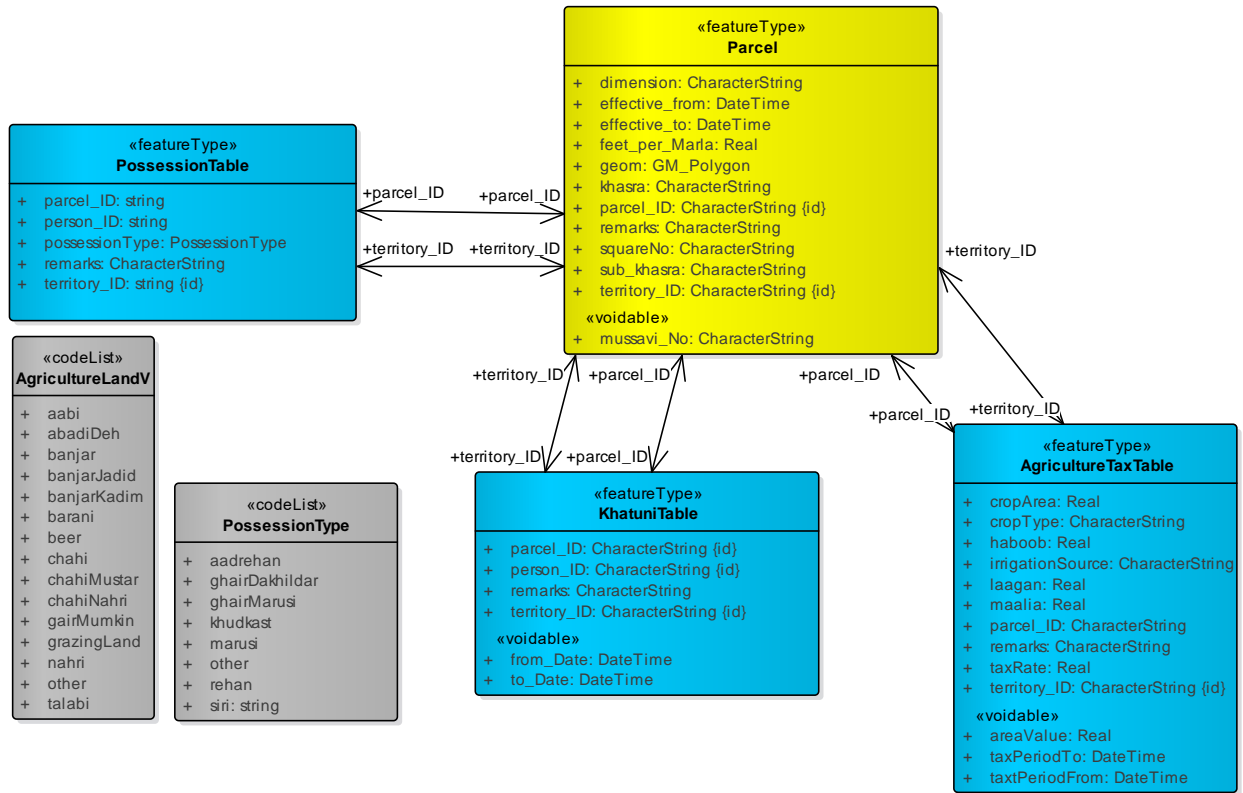 «featureType»
Parcel
+ dimension: CharacterString
+ effective_from: DateTime
+ effective_to: DateTime
+ feet_per_Marla: Real
+ geom: GM_Polygon
+ khasra: CharacterString
+ parcel_ID: CharacterString {id}
+ remarks: CharacterString
+ squareNo: CharacterString
+ sub_khasra: CharacterString
+ territory_ID: CharacterString {id}
«voidable»
+ mussavi_No: CharacterString
«featureType»
PossessionTable
+ parcel_ID: string
+ person_ID: string
+ possessionType: PossessionType
+ remarks: CharacterString
+ territory_ID: string {id}
+parcel_ID
+parcel_ID
+territory_ID
+territory_ID
+territory_ID
«codeList»
AgricultureLandV
+ aabi
+ abadiDeh
+ banjar
+ banjarJadid
+ banjarKadim
+ barani
+ beer
+ chahi
+ chahiMustar
+ chahiNahri
+ gairMumkin
+ grazingLand
+ nahri
+ other
+ talabi
«codeList»
PossessionType
+ aadrehan
+ ghairDakhildar
+ ghairMarusi
+ khudkast
+ marusi
+ other
+ rehan
+ siri: string
+territory_ID
+parcel_ID
+parcel_ID
+territory_ID
+parcel_ID
+parcel_ID
+territory_ID
«featureType»
KhatuniTable
+ parcel_ID: CharacterString {id}
+ person_ID: CharacterString {id}
+ remarks: CharacterString
+ territory_ID: CharacterString {id}
«voidable»
+ from_Date: DateTime
+ to_Date: DateTime
«featureType»
AgricultureTaxTable
+ cropArea: Real
+ cropType: CharacterString
+ haboob: Real
+ irrigationSource: CharacterString
+ laagan: Real
+ maalia: Real
+ parcel_ID: CharacterString
+ remarks: CharacterString
+ taxRate: Real
+ territory_ID: CharacterString {id}
«voidable»
+ areaValue: Real
+ taxPeriodTo: DateTime
+ taxtPeriodFrom: DateTime